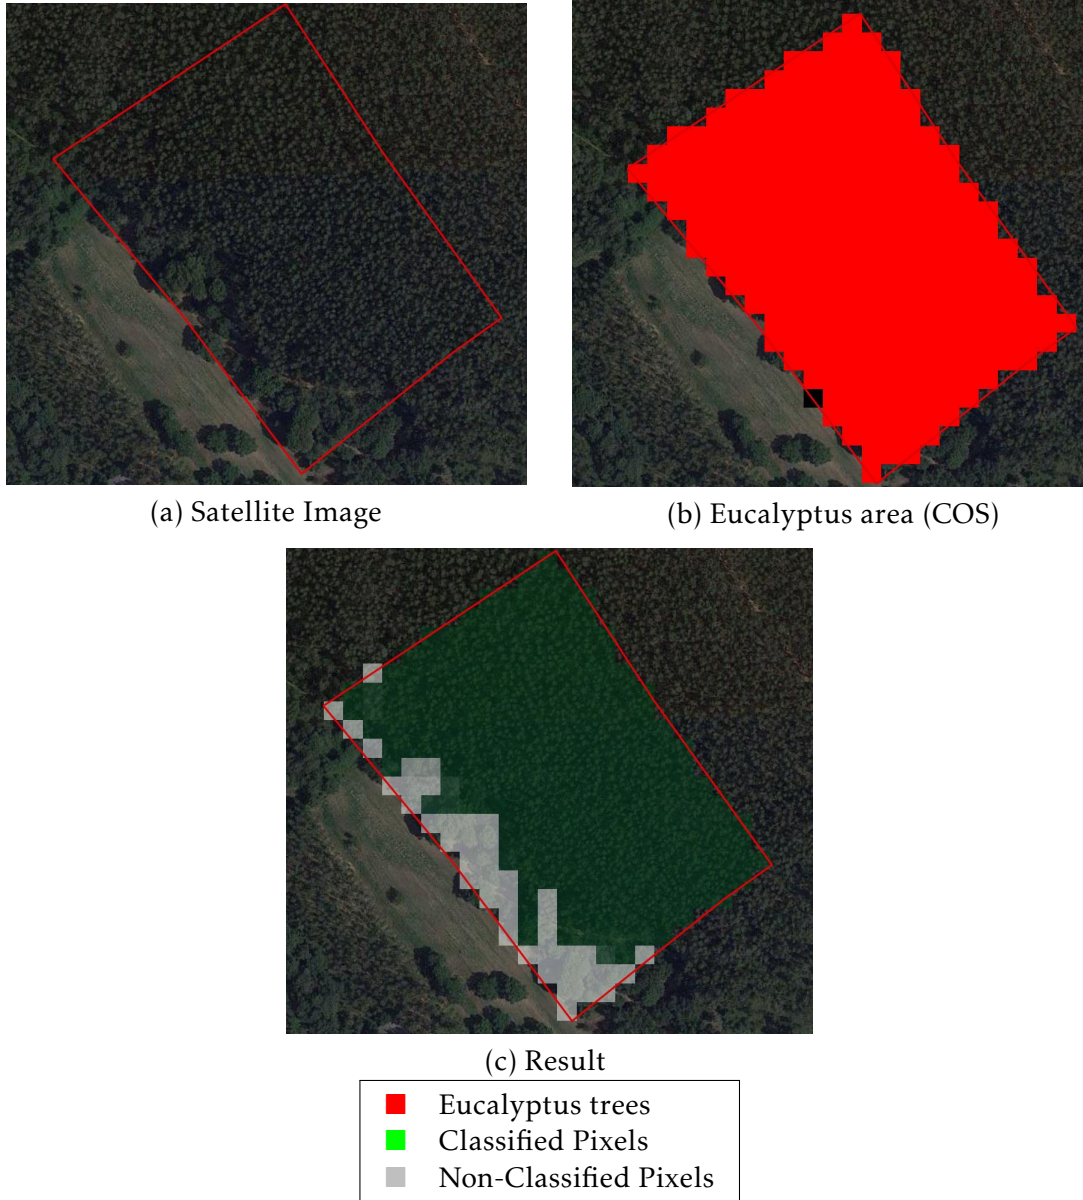 (a) Satellite Image
(b) Eucalyptus area (COS)
(c) Result
Eucalyptus trees
Classified Pixels
Non-Classified Pixels